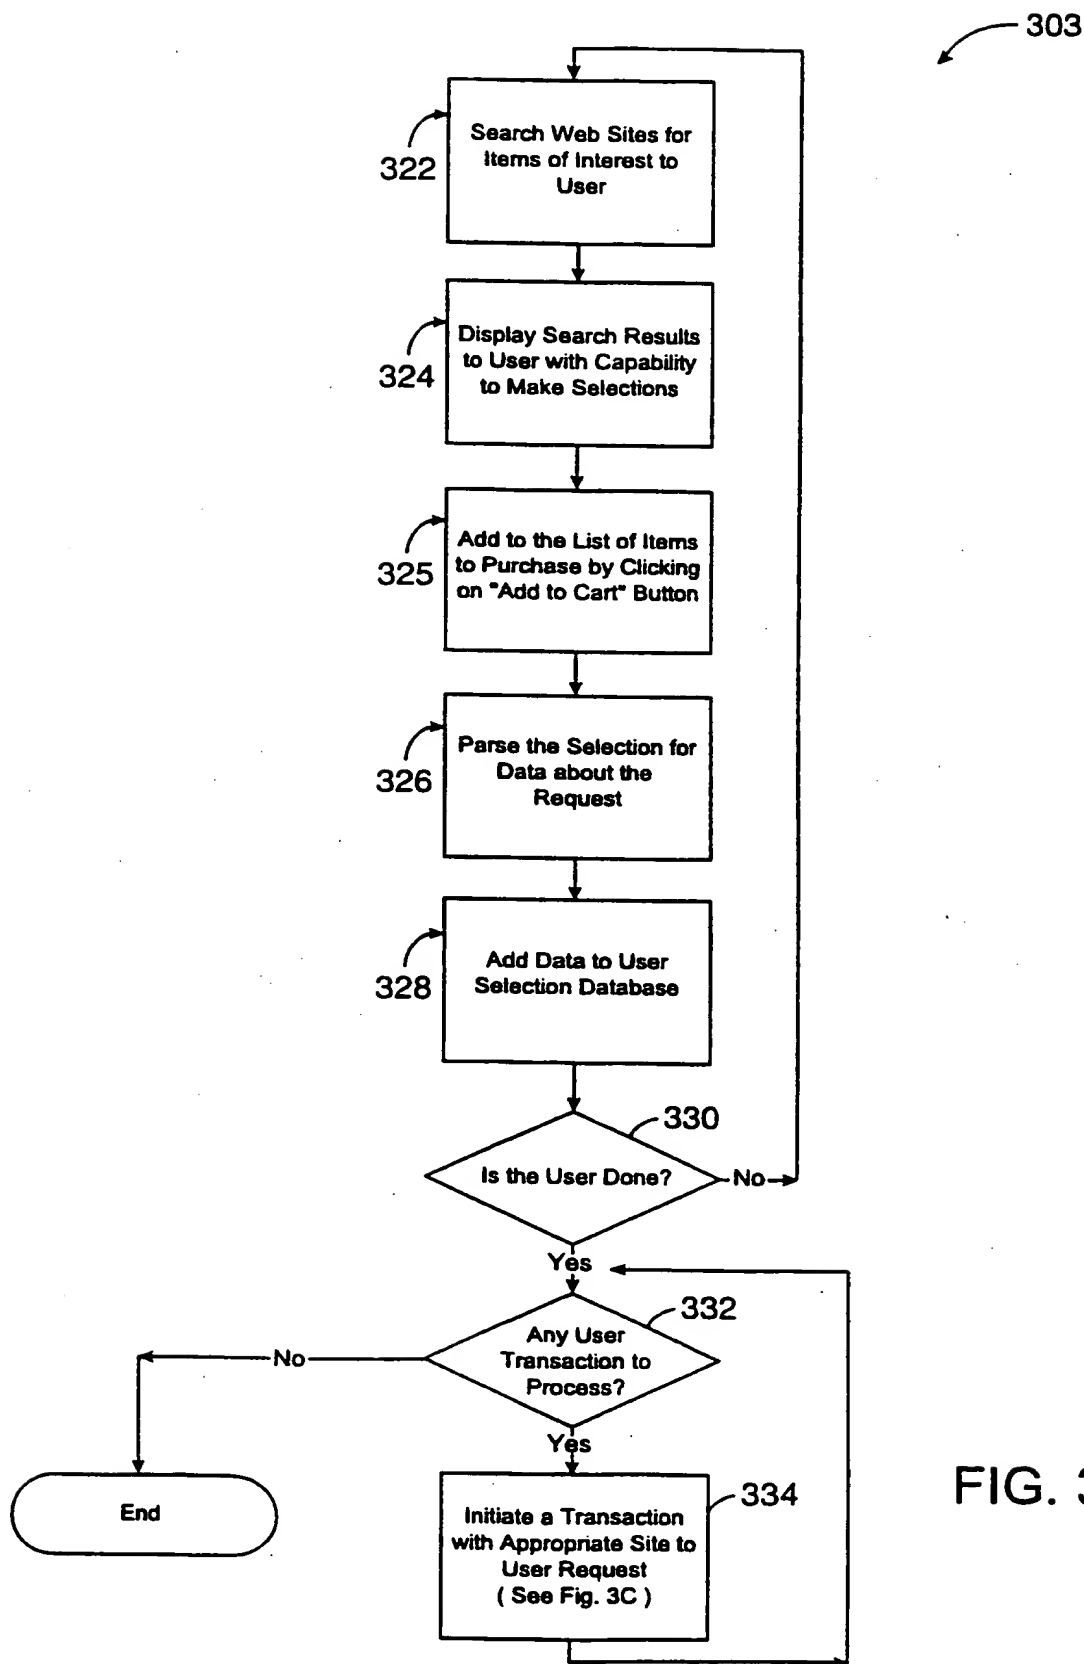 303
Search Web Sites for
Items of Interest to
User
322
Display Search Results
to User with Capability
to Make Selections
324
Add to the List of Items
to Purchase by Clicking
on "Add to Cart" Button
325
Parse the Selection for
Data about the
Request
326
Add Data to User
Selection Database
328
330
Is the User Done?
No
Yes
332
Any User
Transaction to
Process?
No
Yes
End
334
Initiate a Transaction
with Appropriate Site to
User Request
( See Fig. 3C )
FIG.